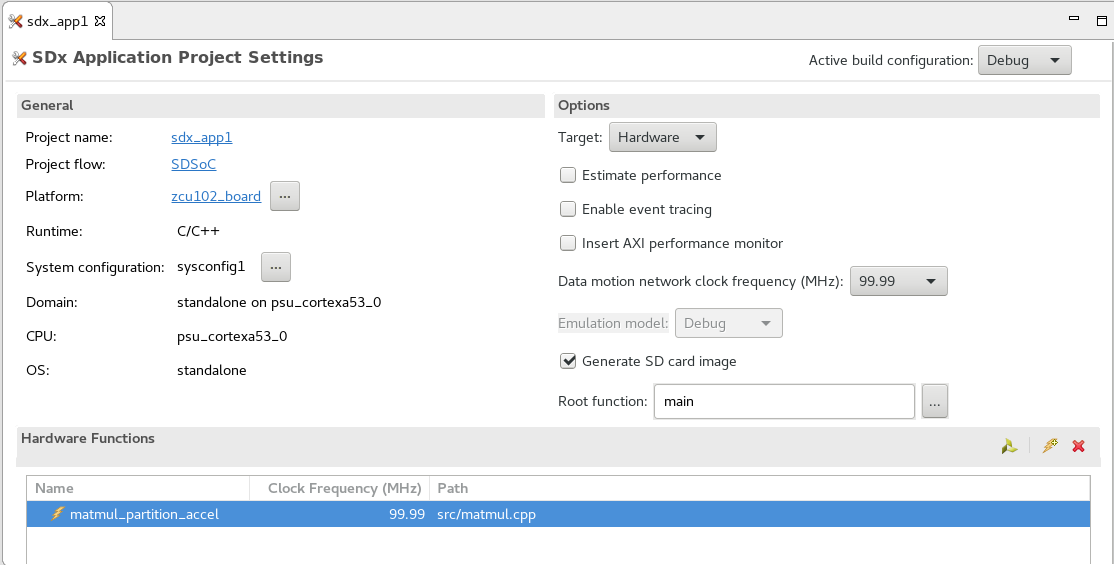 sdx_app1
SDx Application Project Settings
Active build configuration: Debug
General
Project name: sdx_app1
Project flow: SDSoC
Platform: zcu102_board ...
Runtime: C/C++
System configuration: sysconfig1 ...
Domain: standalone on psu_cortexa53_0
CPU: psu_cortexa53_0
OS: standalone
Options
Target: Hardware
Estimate performance
Enable event tracing
Insert AXI performance monitor
Data motion network clock frequency (MHz): 99.99
Emulation model: Debug
Generate SD card image
Root function: main ...
Hardware Functions
Name Clock Frequency (MHz) Path
matmul_partition_accel 99.99 src/matmul.cpp